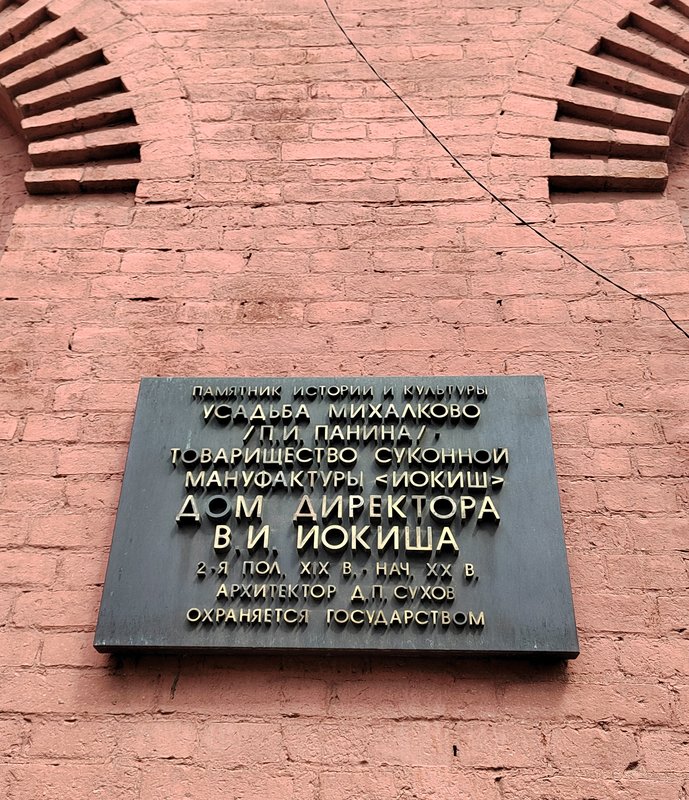 ПАМЯТНИК ИСТОРИИ И КУЛЬТУРЫ
УСАДЬБА МИХАЛКОВО
/П.И. ПАНИНА/,
ТОВАРИЩЕСТВО СУКОННОЙ
МАНУФАКТУРЫ <ИОКИШ>
ДОМ ДИРЕКТОРА
В.И. ИОКИША
2-Я ПОЛ. XIX В.- НАЧ. XX В.
АРХИТЕКТОР Д.П. СУХОВ
ОХРАНЯЕТСЯ ГОСУДАРСТВОМ